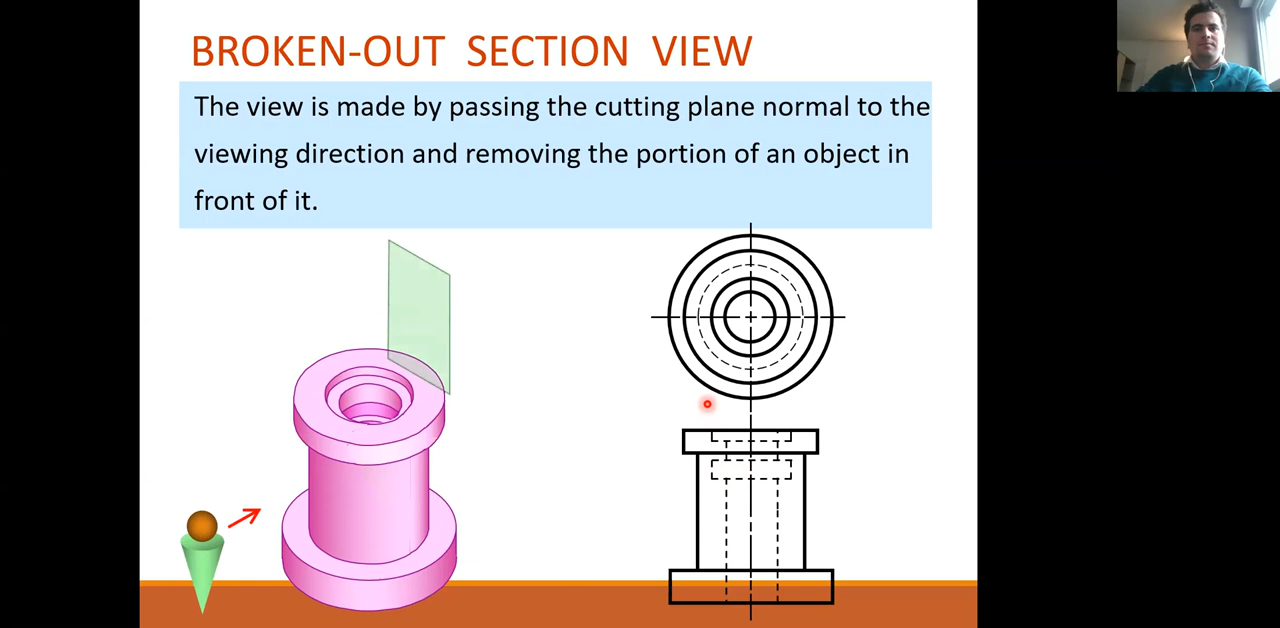 BROKEN-OUT SECTION VIEW
The view is made by passing the cutting plane normal to the
viewing direction and removing the portion of an object in
front of it.